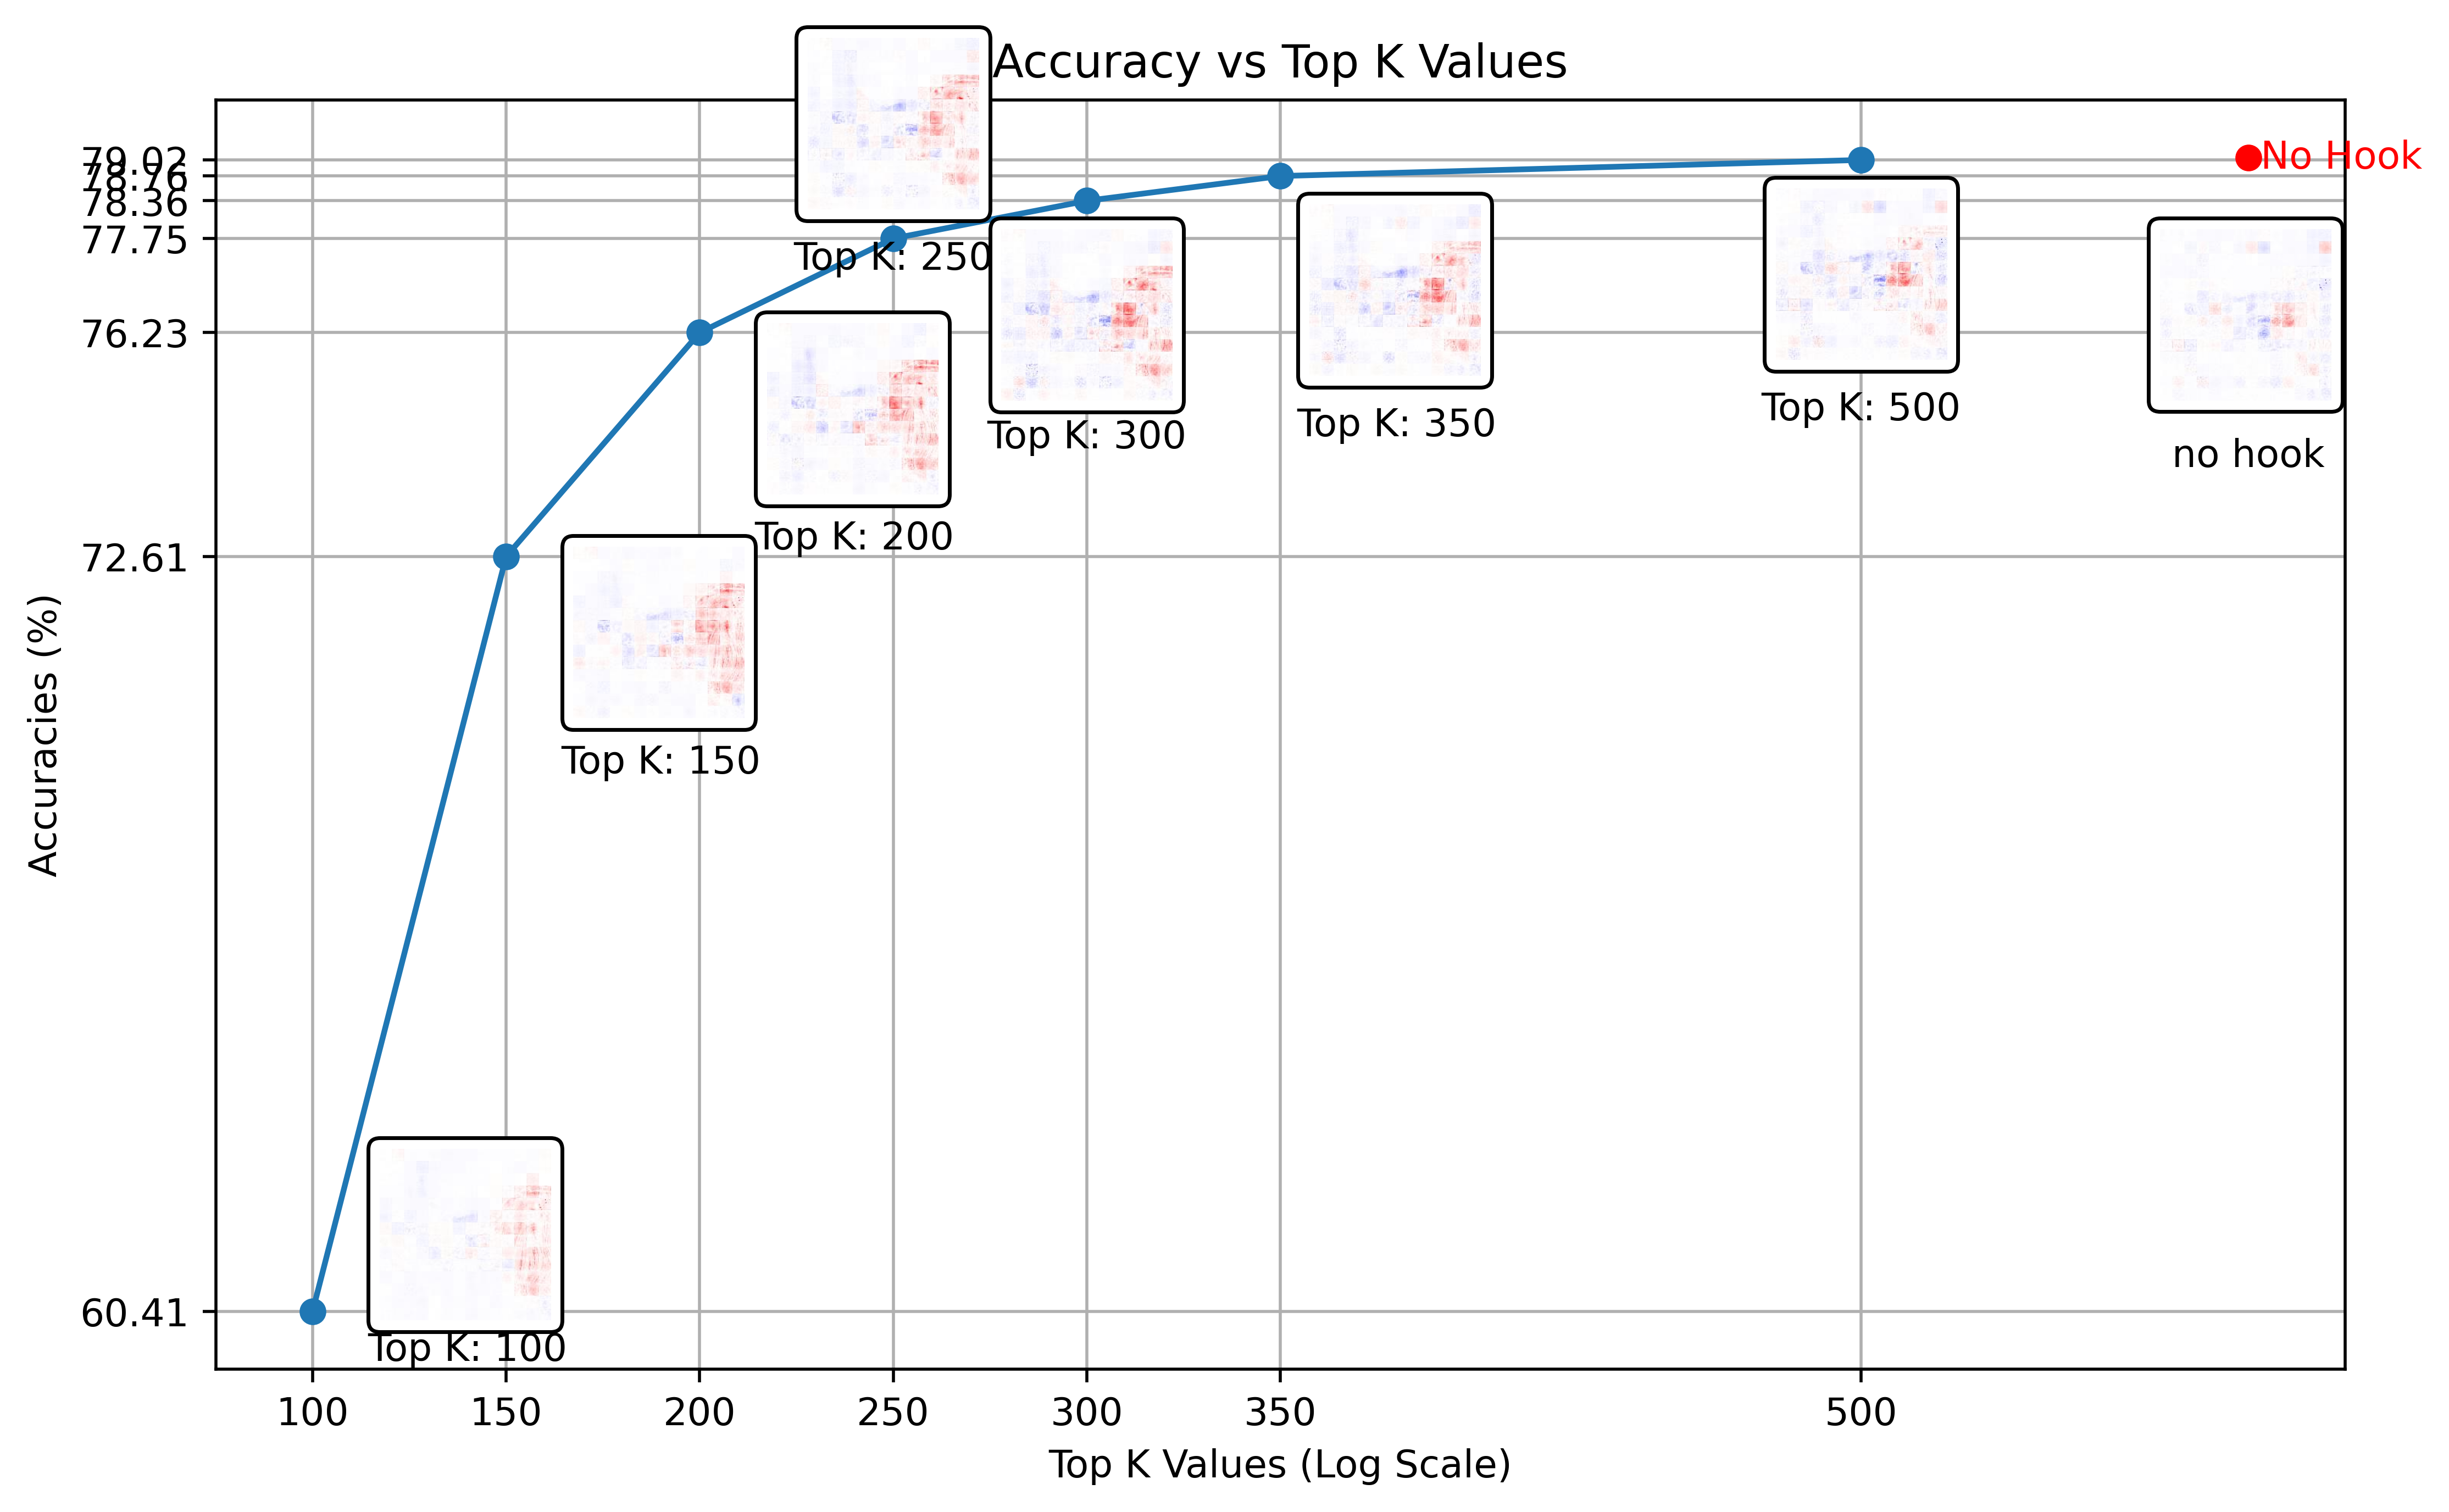 Accuracy vs Top K Values
79.02
78.76
78.36
77.75
76.23
72.61
60.41
Accuracies (%)
No Hook
Top K: 250
Top K: 300
Top K: 350
Top K: 500
no hook
Top K: 200
Top K: 150
Top K: 100
100
150
200
250
300
350
500
Top K Values (Log Scale)